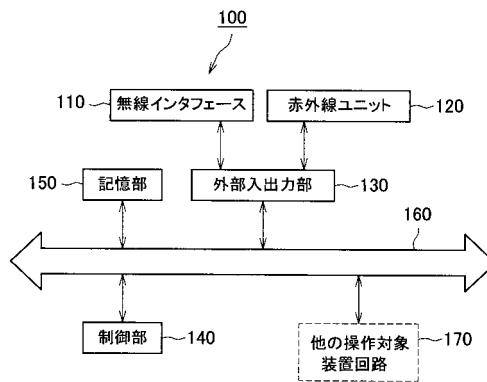 100
110
無線インタフェース
赤外線ユニット
120
150
記憶部
外部入出力部
130
160
制御部
140
他の操作対象
装置回路
170